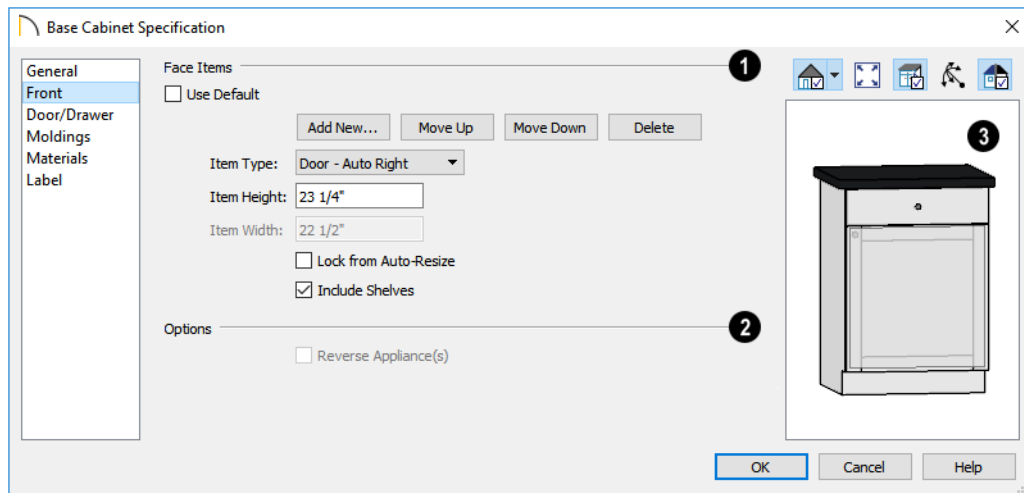 Base Cabinet Specification
General
Front
Door/Drawer
Moldings
Materials
Label
Face Items
1
Use Default
Add New... Move Up Move Down Delete
Item Type: Door - Auto Right
Item Height: 23 1/4"
Item Width: 22 1/2"
Lock from Auto-Resize
Include Shelves
Options
2
Reverse Appliance(s)
3
OK Cancel Help